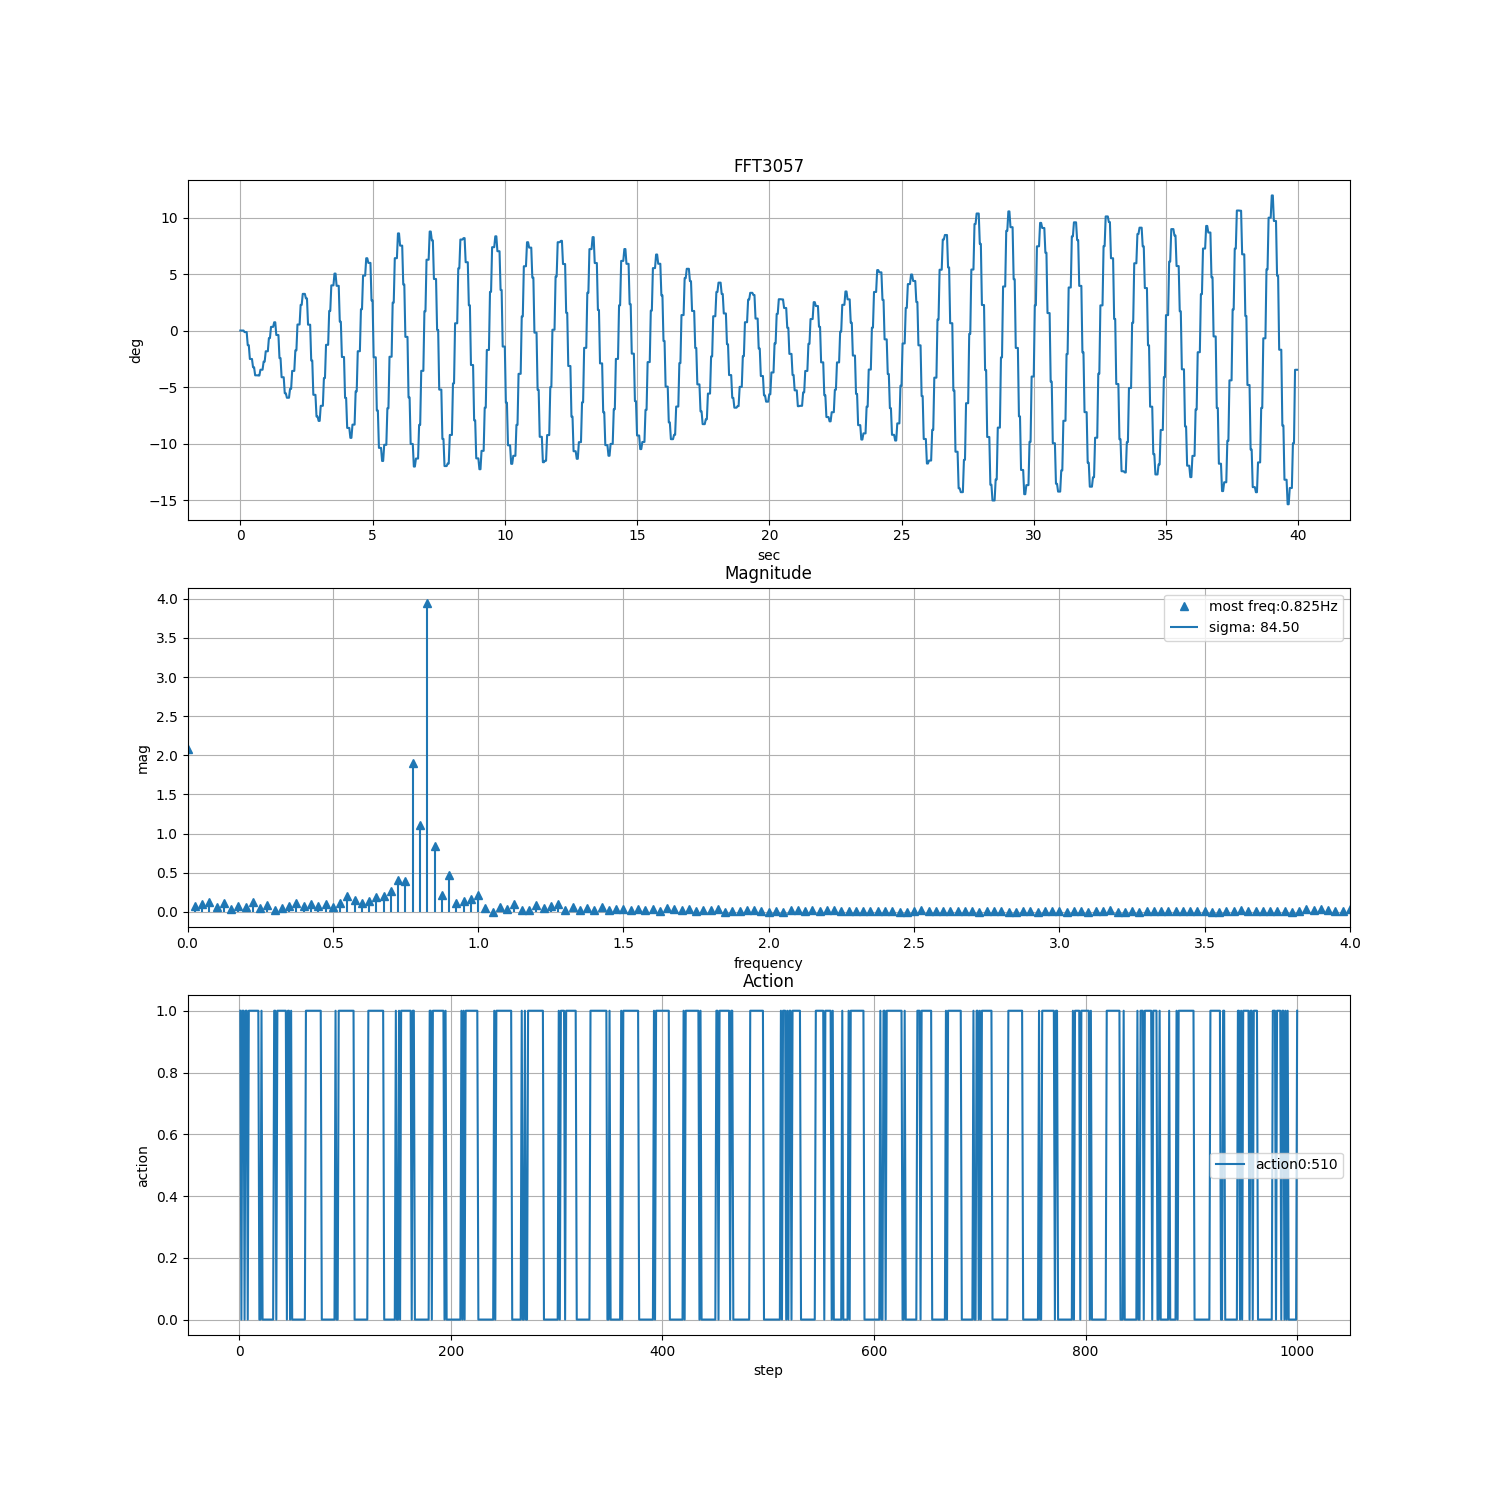 FFT3057
10
5
0
−5
−10
−15
deg
0 5 10 15 20 25 30 35 40
sec
Magnitude
4.0
3.5
3.0
2.5
2.0
1.5
1.0
0.5
0.0
mag
most freq:0.825Hz
sigma: 84.50
0.0 0.5 1.0 1.5 2.0 2.5 3.0 3.5 4.0
frequency
Action
1.0
0.8
0.6
0.4
0.2
0.0
action
action0:510
0 200 400 600 800 1000
step